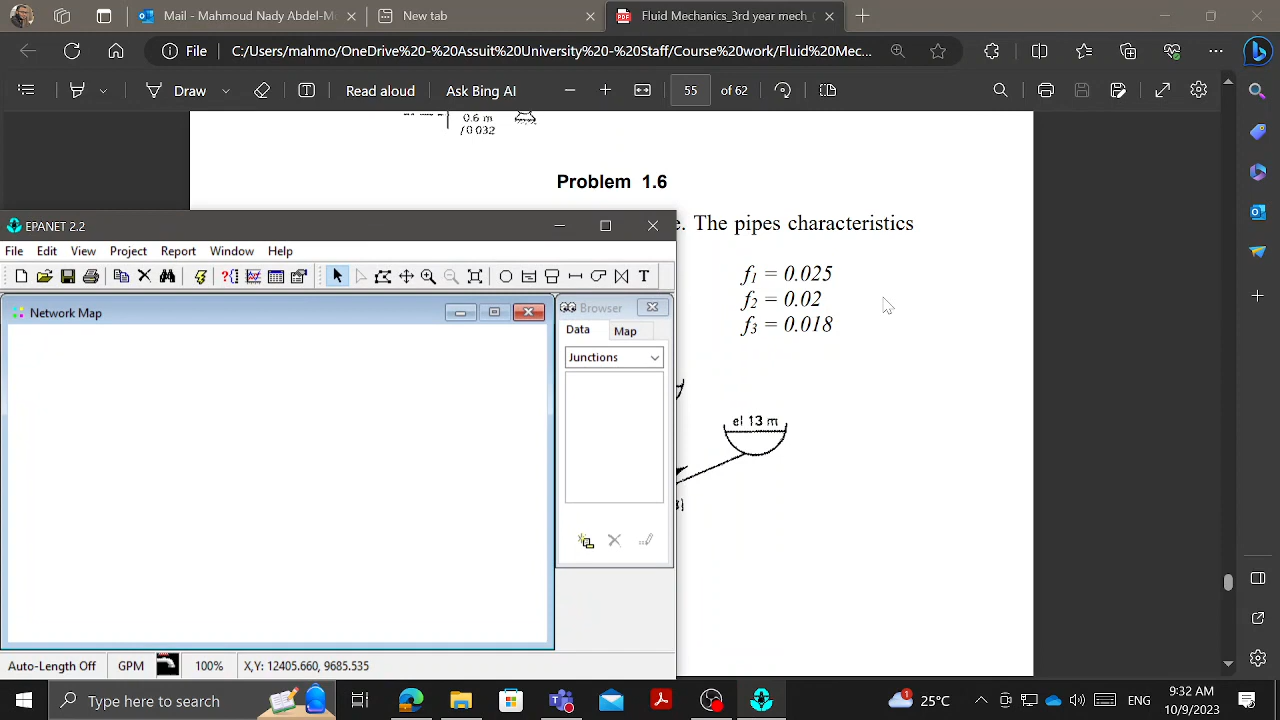 Mail - Mahmoud Nady Abdel-M
New tab
Fluid Mechanics_3rd year mech_
File
C:/Users/mahmo/OneDrive%20-%20Assuit%20University%20-%20Staff/Course%20work/Fluid%20Mec...
Draw
Read aloud
Ask Bing AI
55
of 62
0.6 m
/0.032
Problem 1.6
e. The pipes characteristics
f1 = 0.025
f2 = 0.02
f3 = 0.018
el 13 m
EPANET 2.2
File Edit View Project Report Window Help
T
Network Map
Browser
Data
Map
Junctions
Auto-Length Off
GPM
100%
X,Y: 12405.660, 9685.535
Type here to search
1
25°C
ENG
9:32 AM
10/9/2023